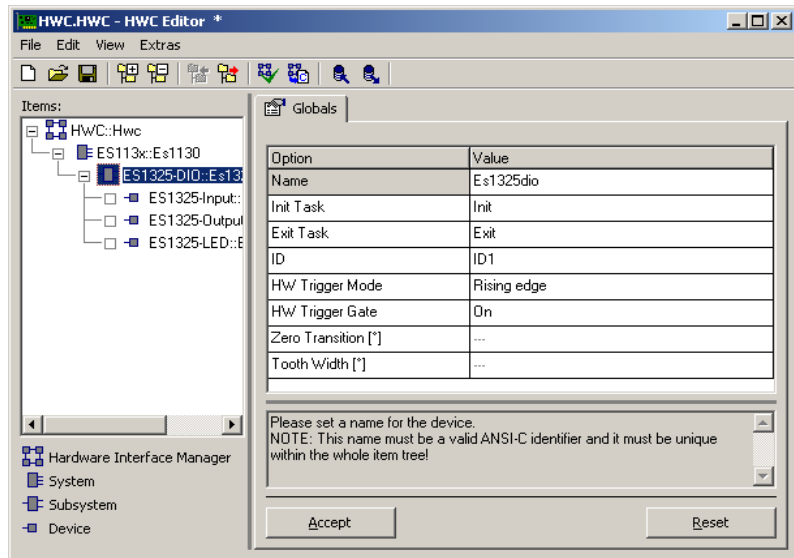 HWC.HWC - HWC Editor *
File Edit View Extras
Items:
HWC::Hwc
ES113x::Es1130
ES1325-DIO::Es13
ES1325-Input::
ES1325-Output
ES1325-LED::E
Hardware Interface Manager
System
Subsystem
Device
Globals
Option Value
Name Es1325dio
Init Task Init
Exit Task Exit
ID ID1
HW Trigger Mode Rising edge
HW Trigger Gate On
Zero Transition [°] ---
Tooth Width [°] ---
Please set a name for the device.
NOTE: This name must be a valid ANSI-C identifier and it must be unique
within the whole item tree!
Accept Reset